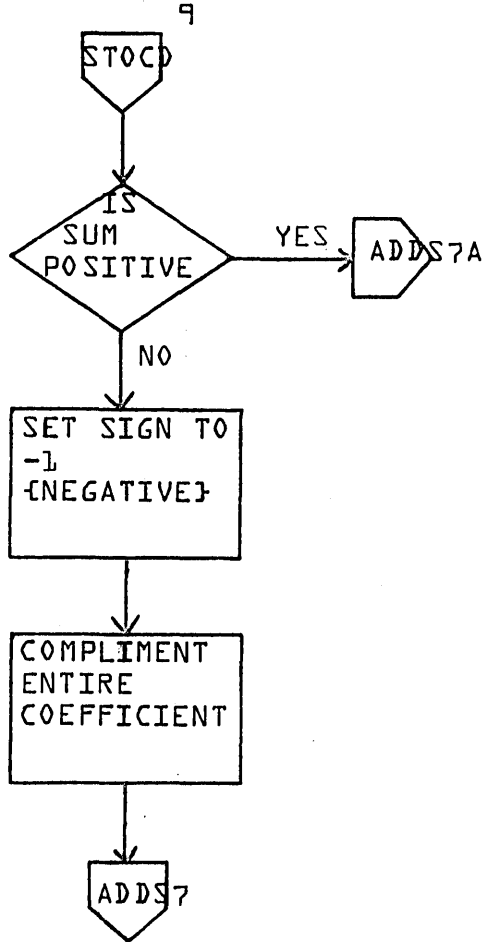 9
STOCD
IS
SUM
POSITIVE
YES
ADDS7A
NO
SET SIGN TO
-1
{NEGATIVE}
COMPLIMENT
ENTIRE
COEFFICIENT
ADDS7